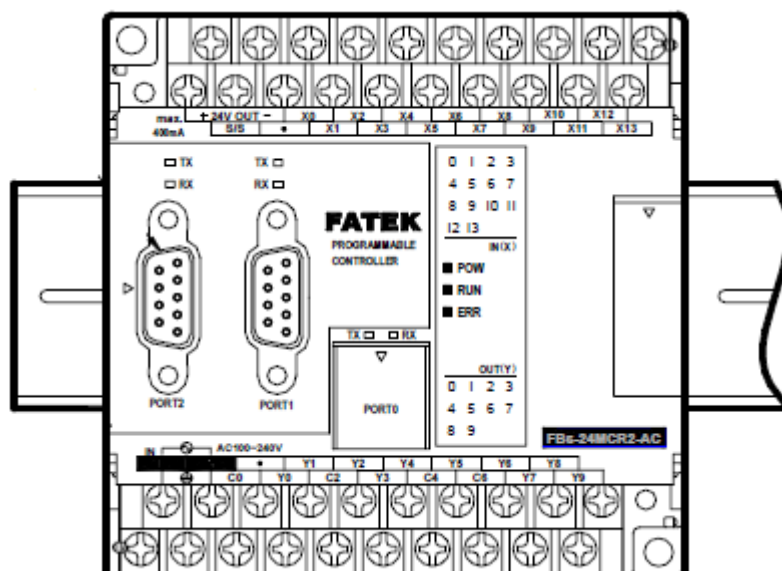 + 24V OUT - X0 X2 X4 X6 X8 X10 X12
max. 400mA S/S • X1 X3 X5 X7 X9 X11 X13
TX TX
RX RX
FATEK
PROGRAMMABLE
CONTROLLER
0 1 2 3
4 5 6 7
8 9 10 11
12 13
IN(X)
POW
RUN
ERR
TX RX
PORT2
PORT1
PORT0
OUT(Y)
0 1 2 3
4 5 6 7
8 9
FBs-24MCR2-AC
IN AC100~240V
• Y1 Y2 Y4 Y5 Y6 Y8
C0 Y0 C2 Y3 C4 C6 Y7 Y9